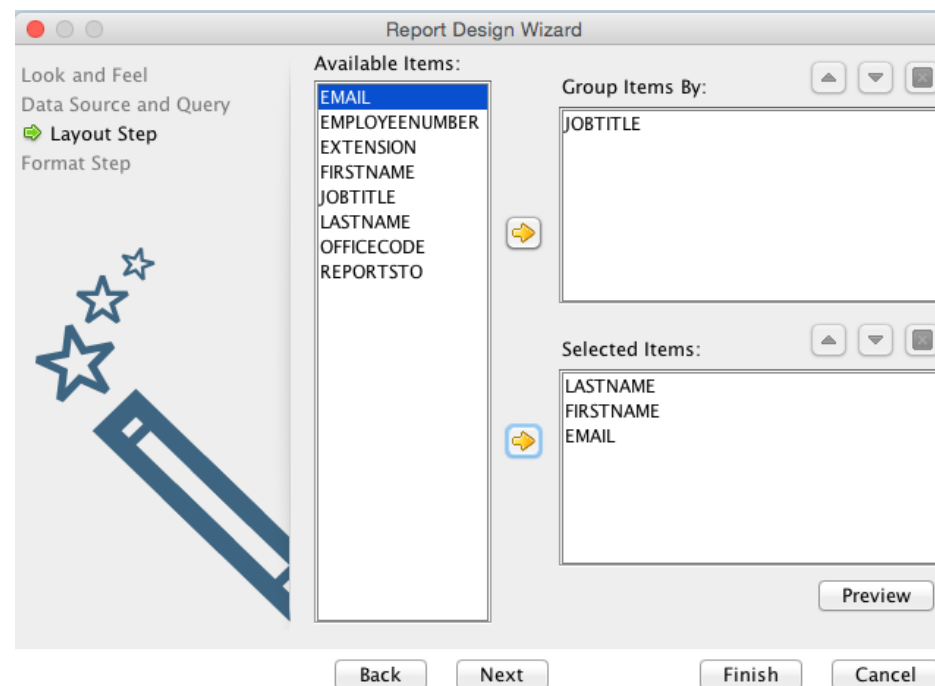 Report Design Wizard
Look and Feel
Data Source and Query
Layout Step
Format Step
Available Items:
EMAIL
EMPLOYEENUMBER
EXTENSION
FIRSTNAME
JOBTITLE
LASTNAME
OFFICECODE
REPORTSTO
Group Items By:
JOBTITLE
Selected Items:
LASTNAME
FIRSTNAME
EMAIL
Preview
Back Next Finish Cancel